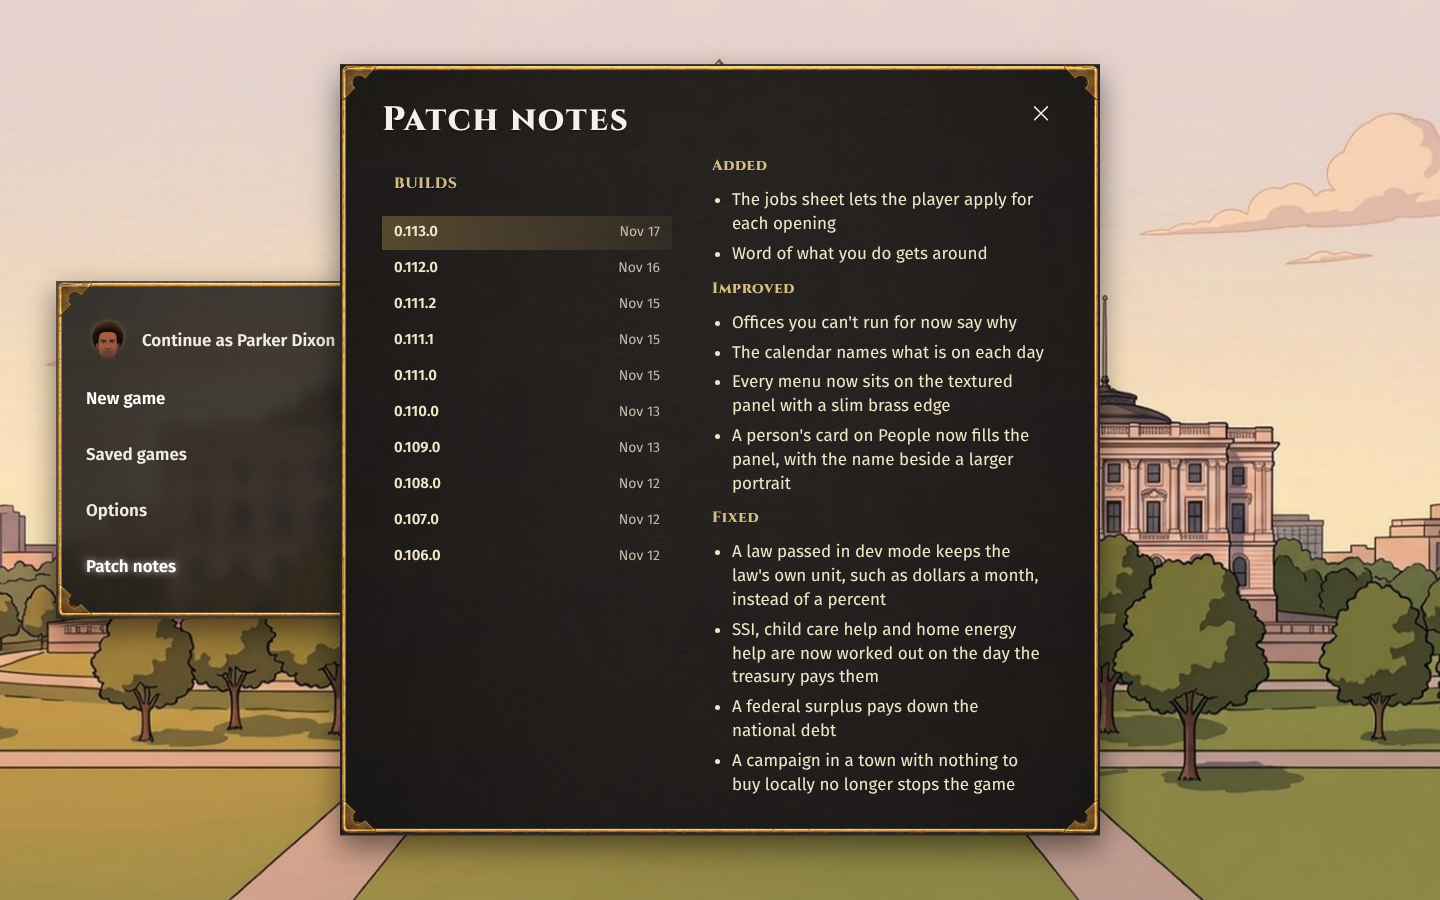 Patch notes
BUILDS
0.113.0 Nov 17
0.112.0 Nov 16
0.111.2 Nov 15
0.111.1 Nov 15
0.111.0 Nov 15
0.110.0 Nov 13
0.109.0 Nov 13
0.108.0 Nov 12
0.107.0 Nov 12
0.106.0 Nov 12
Added
• The jobs sheet lets the player apply for
each opening
• Word of what you do gets around
Improved
• Offices you can't run for now say why
• The calendar names what is on each day
• Every menu now sits on the textured
panel with a slim brass edge
• A person's card on People now fills the
panel, with the name beside a larger
portrait
Fixed
• A law passed in dev mode keeps the
law's own unit, such as dollars a month,
instead of a percent
• SSI, child care help and home energy
help are now worked out on the day the
treasury pays them
• A federal surplus pays down the
national debt
• A campaign in a town with nothing to
buy locally no longer stops the game
Continue as Parker Dixon
New game
Saved games
Options
Patch notes